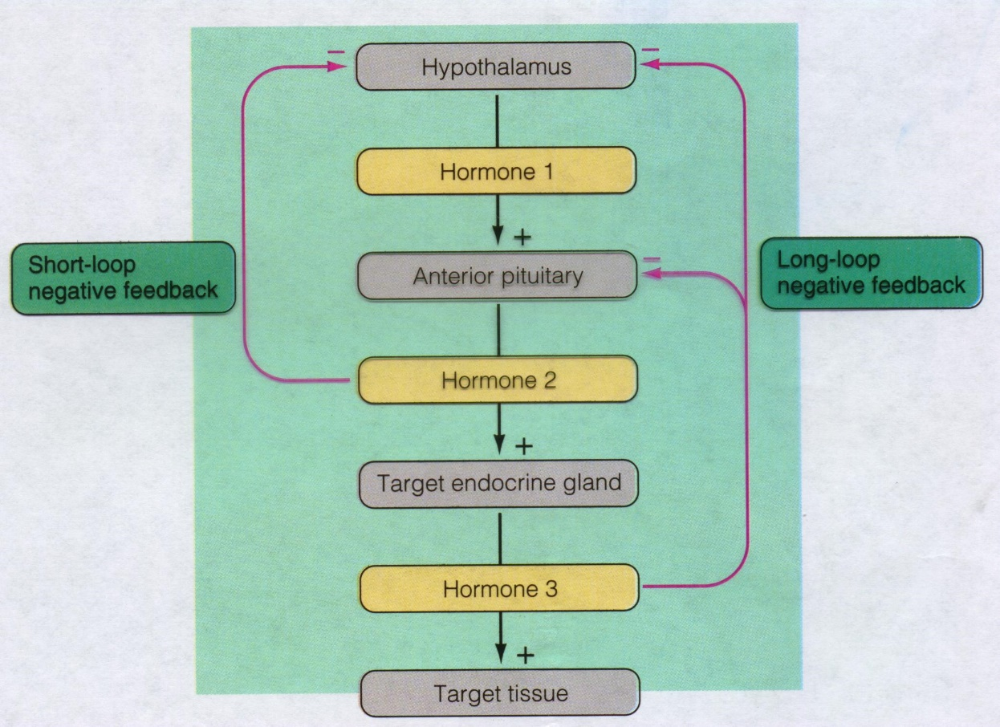 −
−
Hypothalamus
Hormone 1
+
−
Anterior pituitary
Short-loop
negative feedback
Long-loop
negative feedback
Hormone 2
+
Target endocrine gland
Hormone 3
+
Target tissue